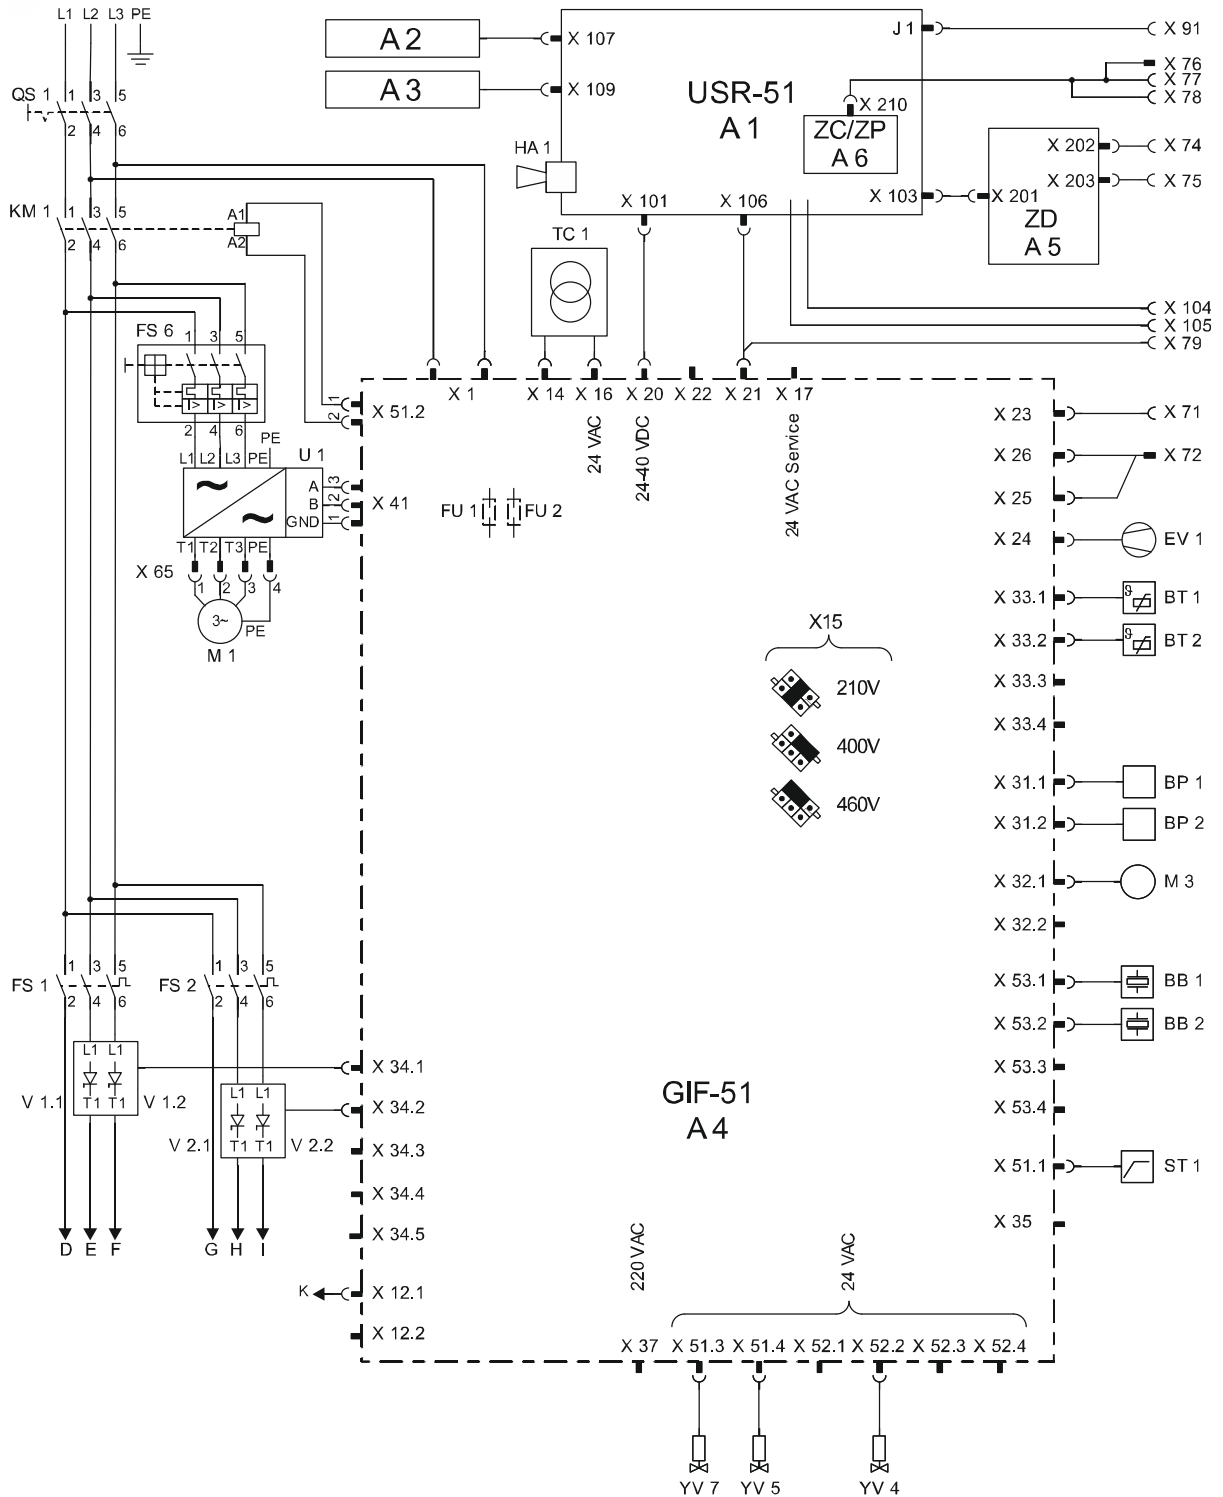 L1 L2 L3 PE
A 2
X 107
J 1
X 91
A 3
X 109
USR-51
A 1
X 76
X 77
X 78
QS 1
1 3 5
2 4 6
X 210
ZC/ZP
A 6
HA 1
X 202
X 74
X 203
X 75
X 101
X 106
X 103
X 201
ZD
A 5
KM 1
1 3 5
2 4 6
A1
A2
TC 1
X 104
X 105
X 79
FS 6
1 3 5
I> I> I>
2 4 6
PE
L1 L2 L3 PE
U 1
A 3
B 2
GND 1
T1 T2 T3 PE
X 65
1 2 3 4
3~
PE
M 1
1
2
X 51.2
X 41
X 1
X 14
X 16
X 20
X 22
X 21
X 17
24 VAC
24-40 VDC
24 VAC Service
FU 1
FU 2
X 23
X 71
X 26
X 72
X 25
X 24
EV 1
X 33.1
ϑ
BT 1
X 33.2
ϑ
BT 2
X 33.3
X 33.4
X15
210V
400V
460V
X 31.1
BP 1
X 31.2
BP 2
X 32.1
M 3
X 32.2
X 53.1
BB 1
X 53.2
BB 2
X 53.3
X 53.4
X 51.1
ST 1
X 35
FS 1
1 3 5
2 4 6
FS 2
1 3 5
2 4 6
L1 L1
T1 T1
V 1.1
V 1.2
L1 L1
T1 T1
V 2.1
V 2.2
D E F
G H I
X 34.1
X 34.2
X 34.3
X 34.4
X 34.5
K
X 12.1
X 12.2
GIF-51
A 4
220 VAC
24 VAC
X 37 X 51.3 X 51.4 X 52.1 X 52.2 X 52.3 X 52.4
YV 7
YV 5
YV 4